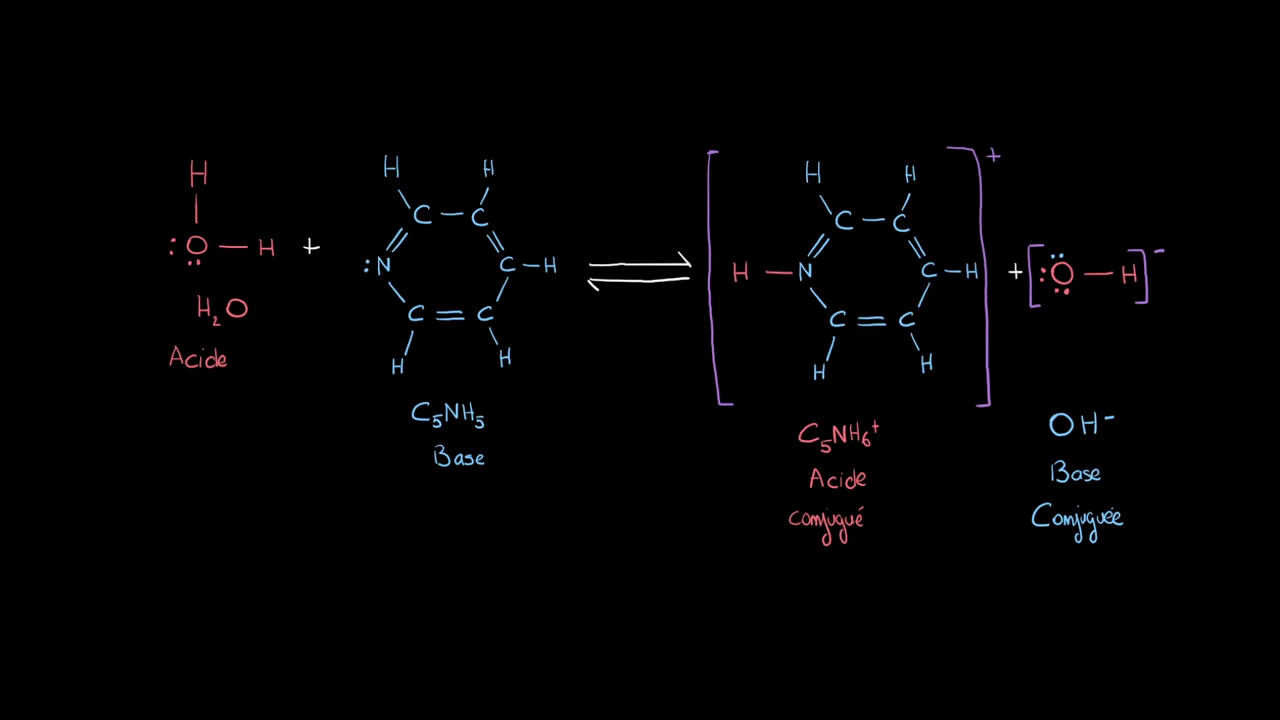 H H H H H
:O — H + :N C — C C — H ⇌ H — N C — C C — H + + [:O — H]⁻
H₂O C = C C = C
Acide H H H H
C₅NH₅ C₅NH₆⁺ OH⁻
Base Acide Base
conjugué Conjuguée